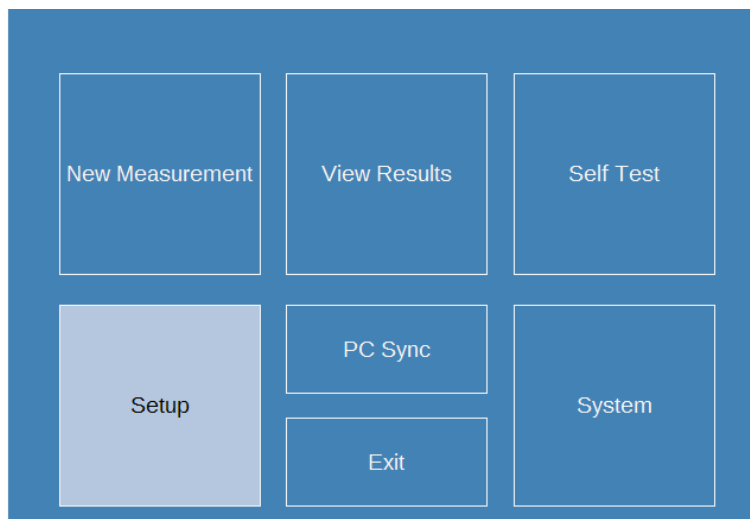 New Measurement
View Results
Self Test
Setup
PC Sync
Exit
System